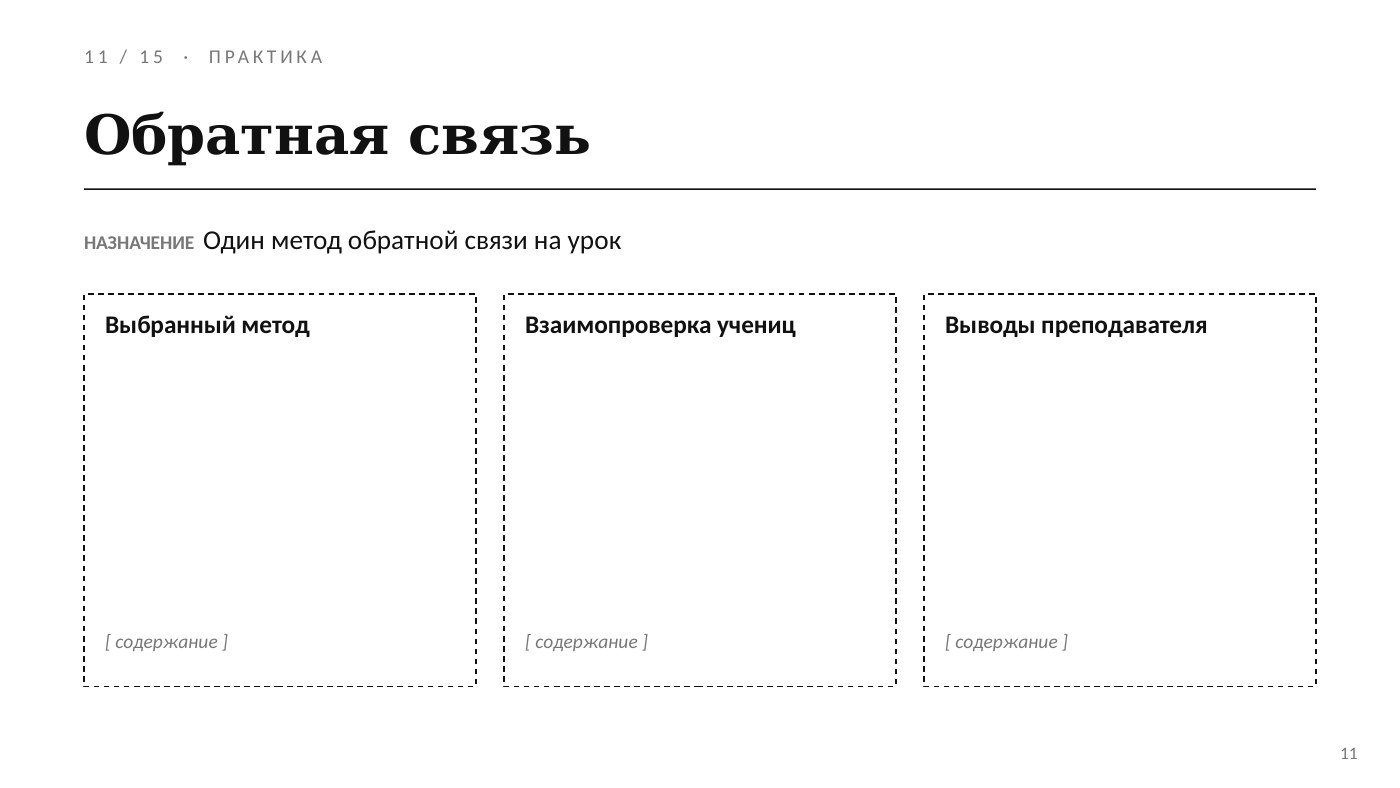 11 / 15 · ПРАКТИКА
Обратная связь
НАЗНАЧЕНИЕ Один метод обратной связи на урок
Выбранный метод
[ содержание ]
Взаимопроверка учениц
[ содержание ]
Выводы преподавателя
[ содержание ]
11